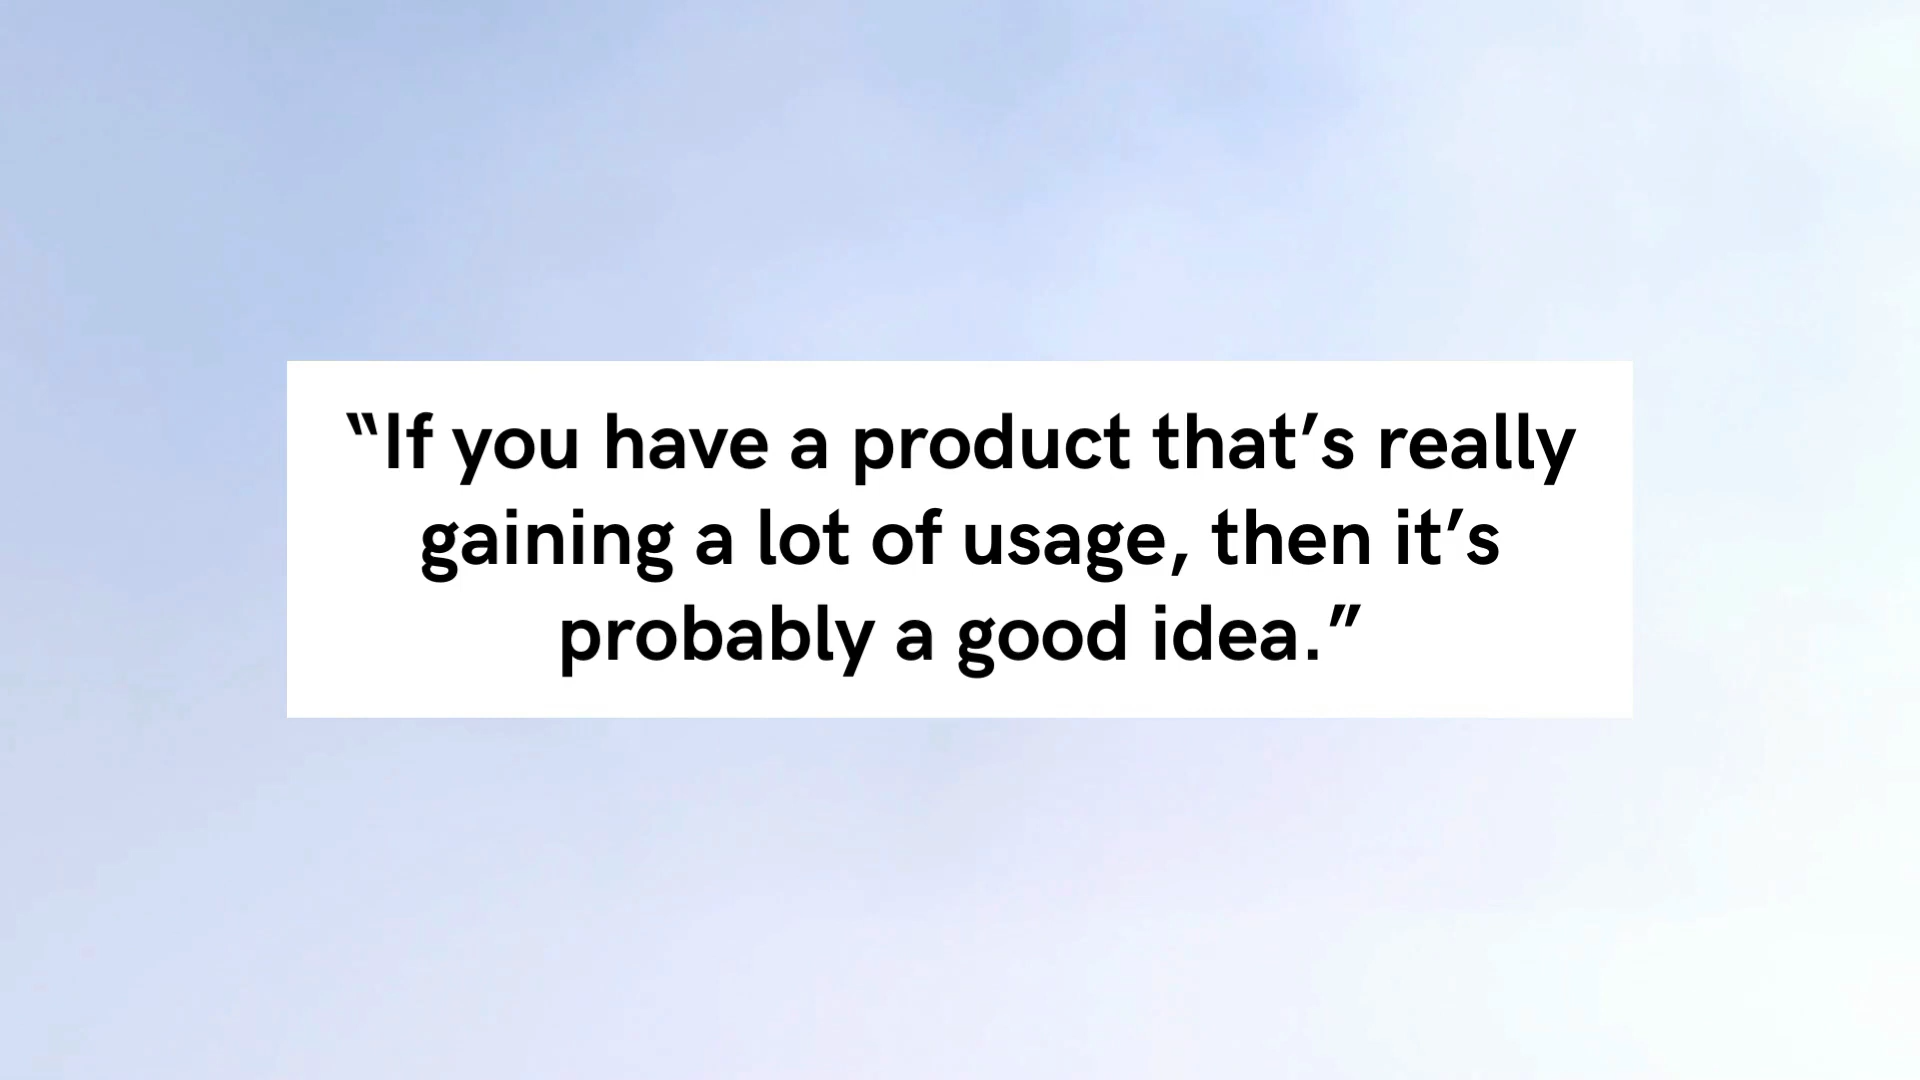 “If you have a product that’s really
gaining a lot of usage, then it’s
probably a good idea.”